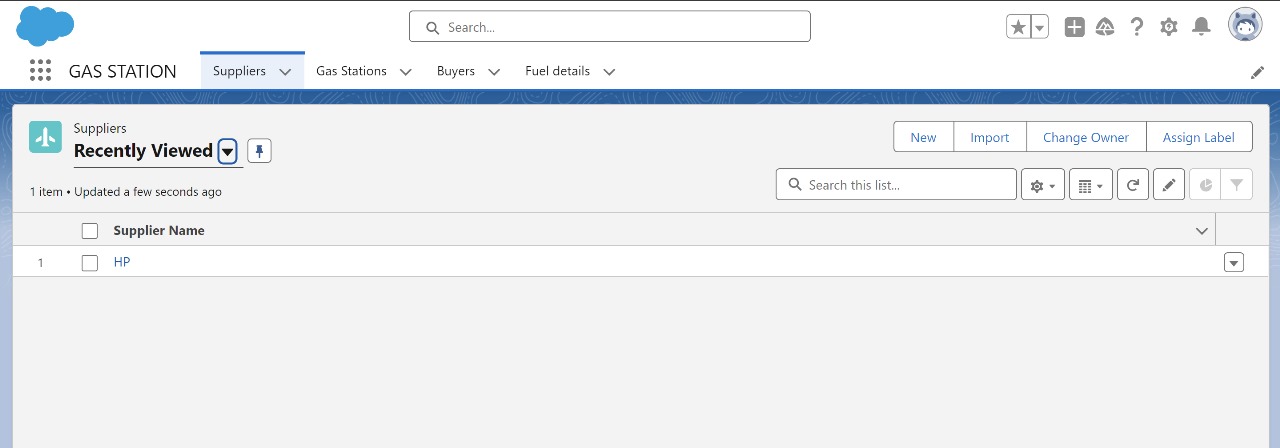 Search...
GAS STATION Suppliers Gas Stations Buyers Fuel details
Suppliers
Recently Viewed
New Import Change Owner Assign Label
1 item • Updated a few seconds ago
Search this list...
Supplier Name
1 HP